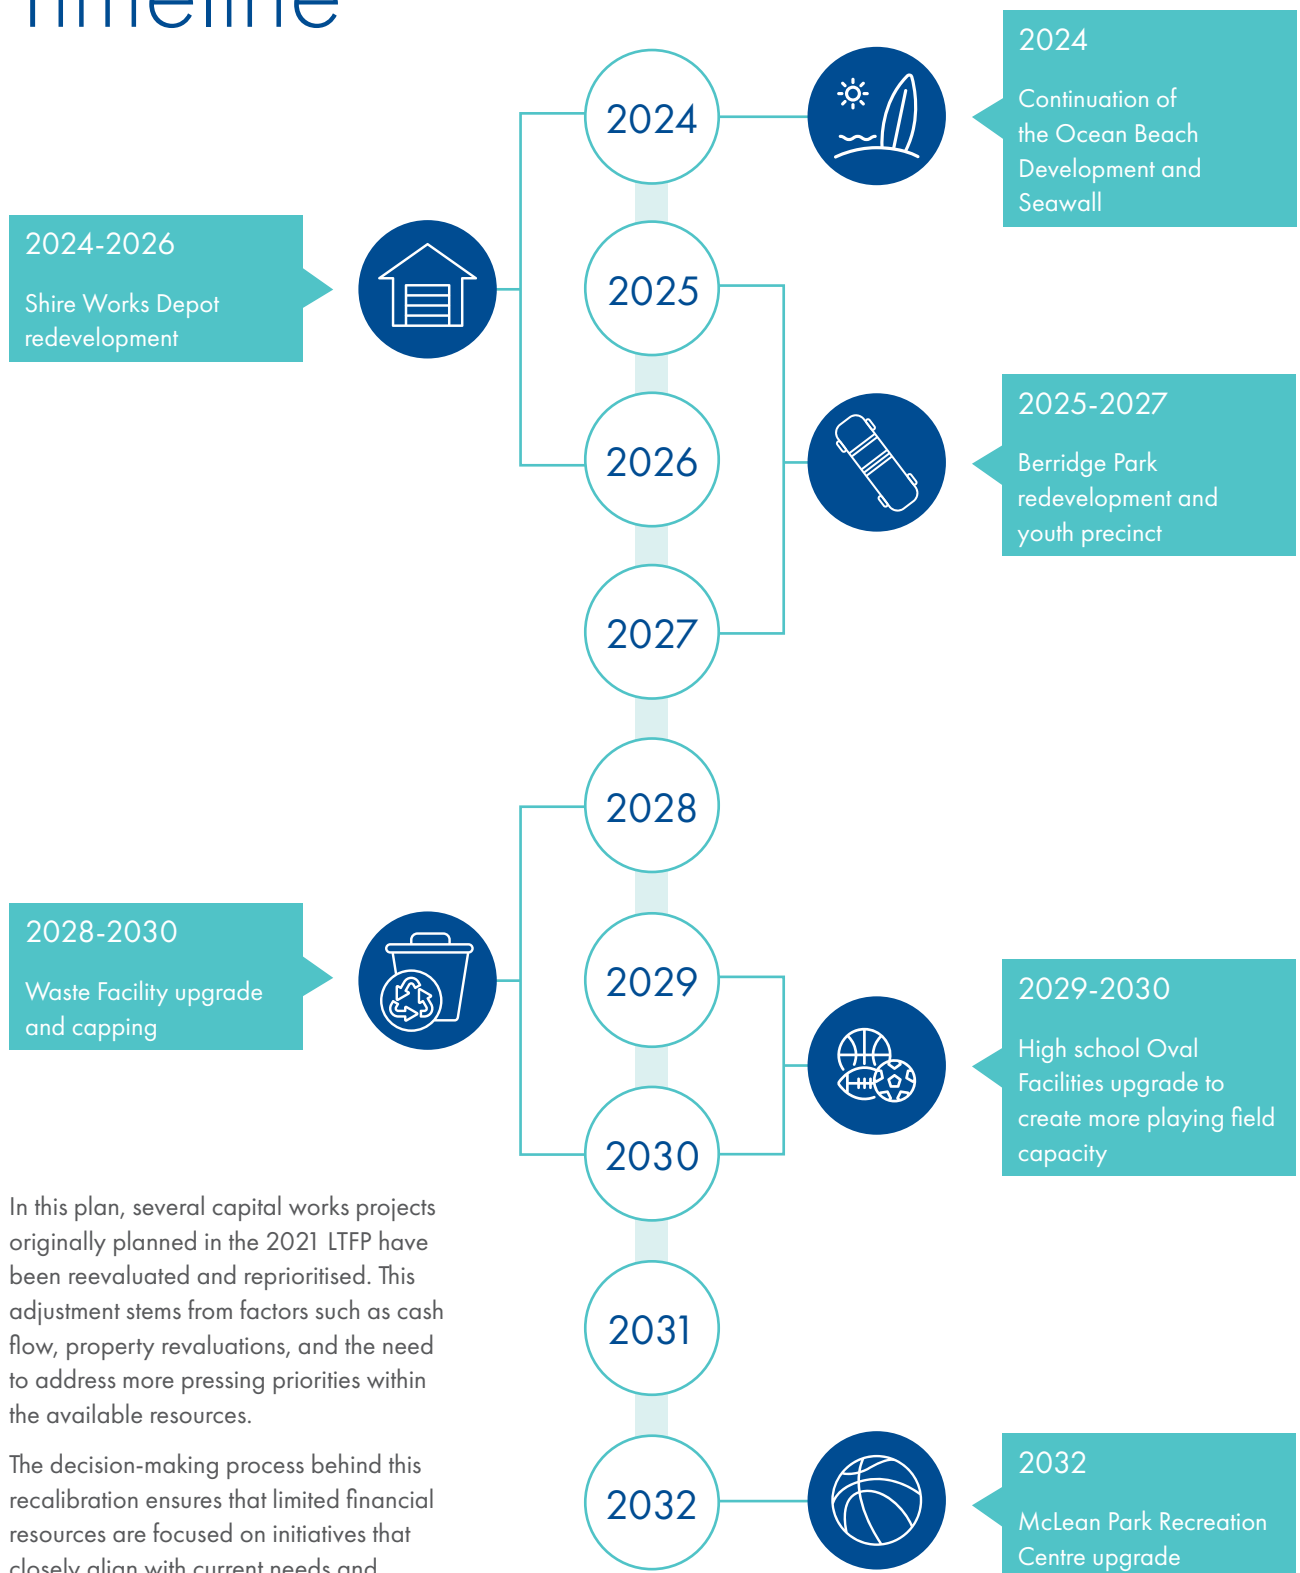 Timeline
2024
2024
Continuation of
the Ocean Beach
Development and
Seawall
2024-2026
Shire Works Depot
redevelopment
2025
2026
2025-2027
Berridge Park
redevelopment and
youth precinct
2027
2028
2028-2030
Waste Facility upgrade
and capping
2029
2029-2030
High school Oval
Facilities upgrade to
create more playing field
capacity
2030
In this plan, several capital works projects
originally planned in the 2021 LTFP have
been reevaluated and reprioritised. This
adjustment stems from factors such as cash
flow, property revaluations, and the need
to address more pressing priorities within
the available resources.
The decision-making process behind this
recalibration ensures that limited financial
resources are focused on initiatives that
closely align with current needs and
2031
2032
2032
McLean Park Recreation
Centre upgrade